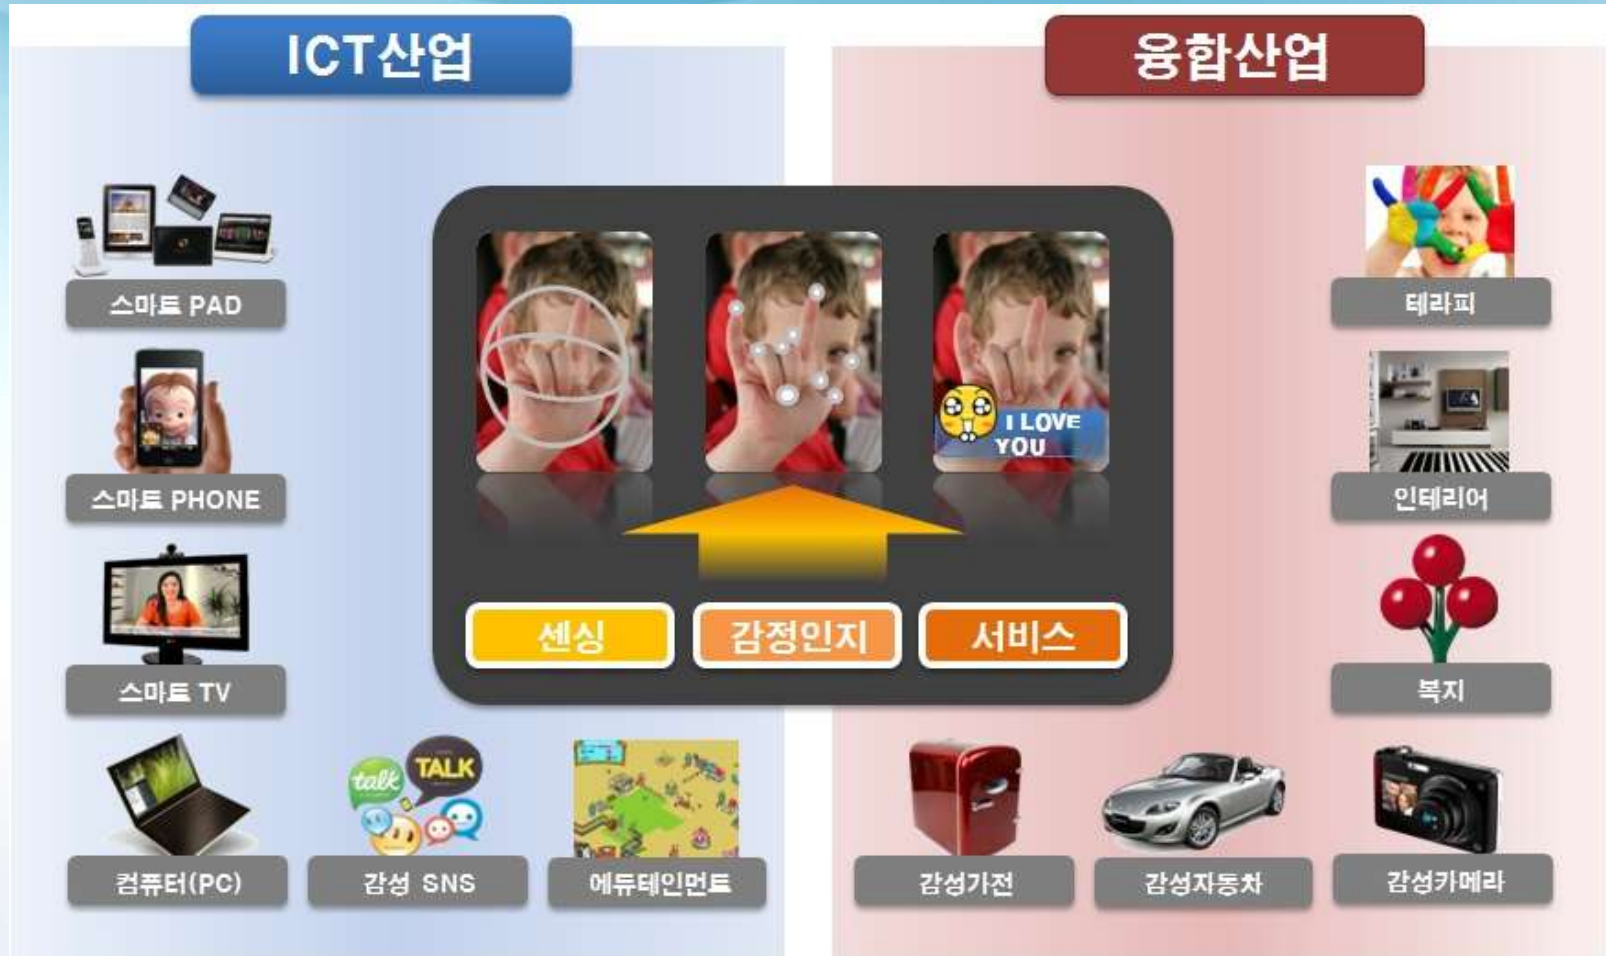 ICT산업
융합산업
스마트 PAD
스마트 PHONE
스마트 TV
컴퓨터(PC)
talk
TALK
감성 SNS
에듀테인먼트
I LOVE
YOU
센싱
감정인지
서비스
테라피
인테리어
복지
감성가전
감성자동차
감성카메라